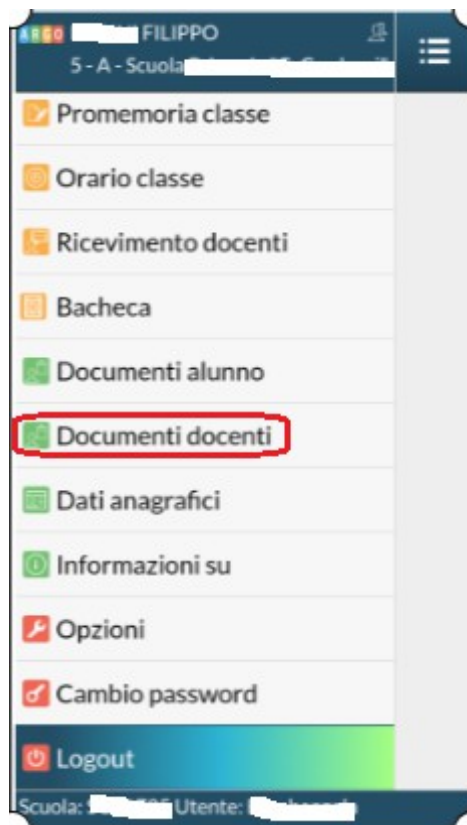 ARGO FILIPPO
5 - A - Scuola
Promemoria classe
Orario classe
Ricevimento docenti
Bacheca
Documenti alunno
Documenti docenti
Dati anagrafici
Informazioni su
Opzioni
Cambio password
Logout
Scuola: Utente: